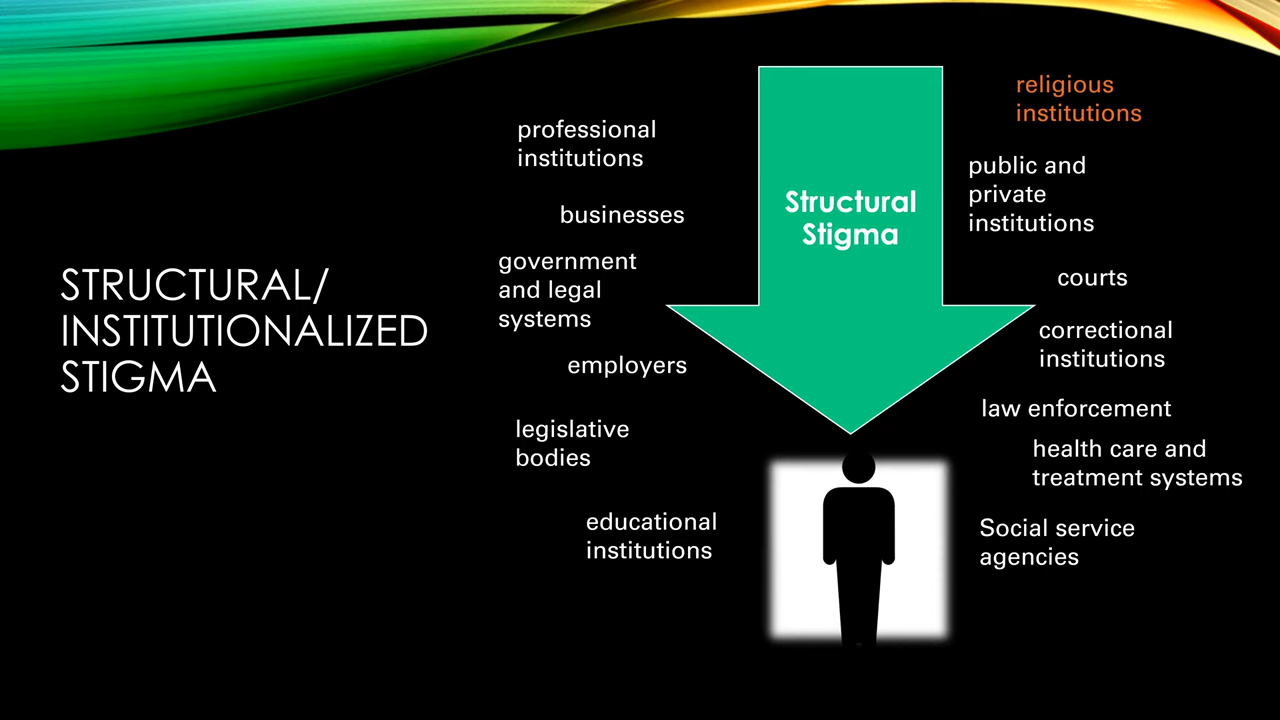 STRUCTURAL/
INSTITUTIONALIZED
STIGMA
professional
institutions
businesses
government
and legal
systems
employers
legislative
bodies
educational
institutions
Structural
Stigma
religious
institutions
public and
private
institutions
courts
correctional
institutions
law enforcement
health care and
treatment systems
Social service
agencies